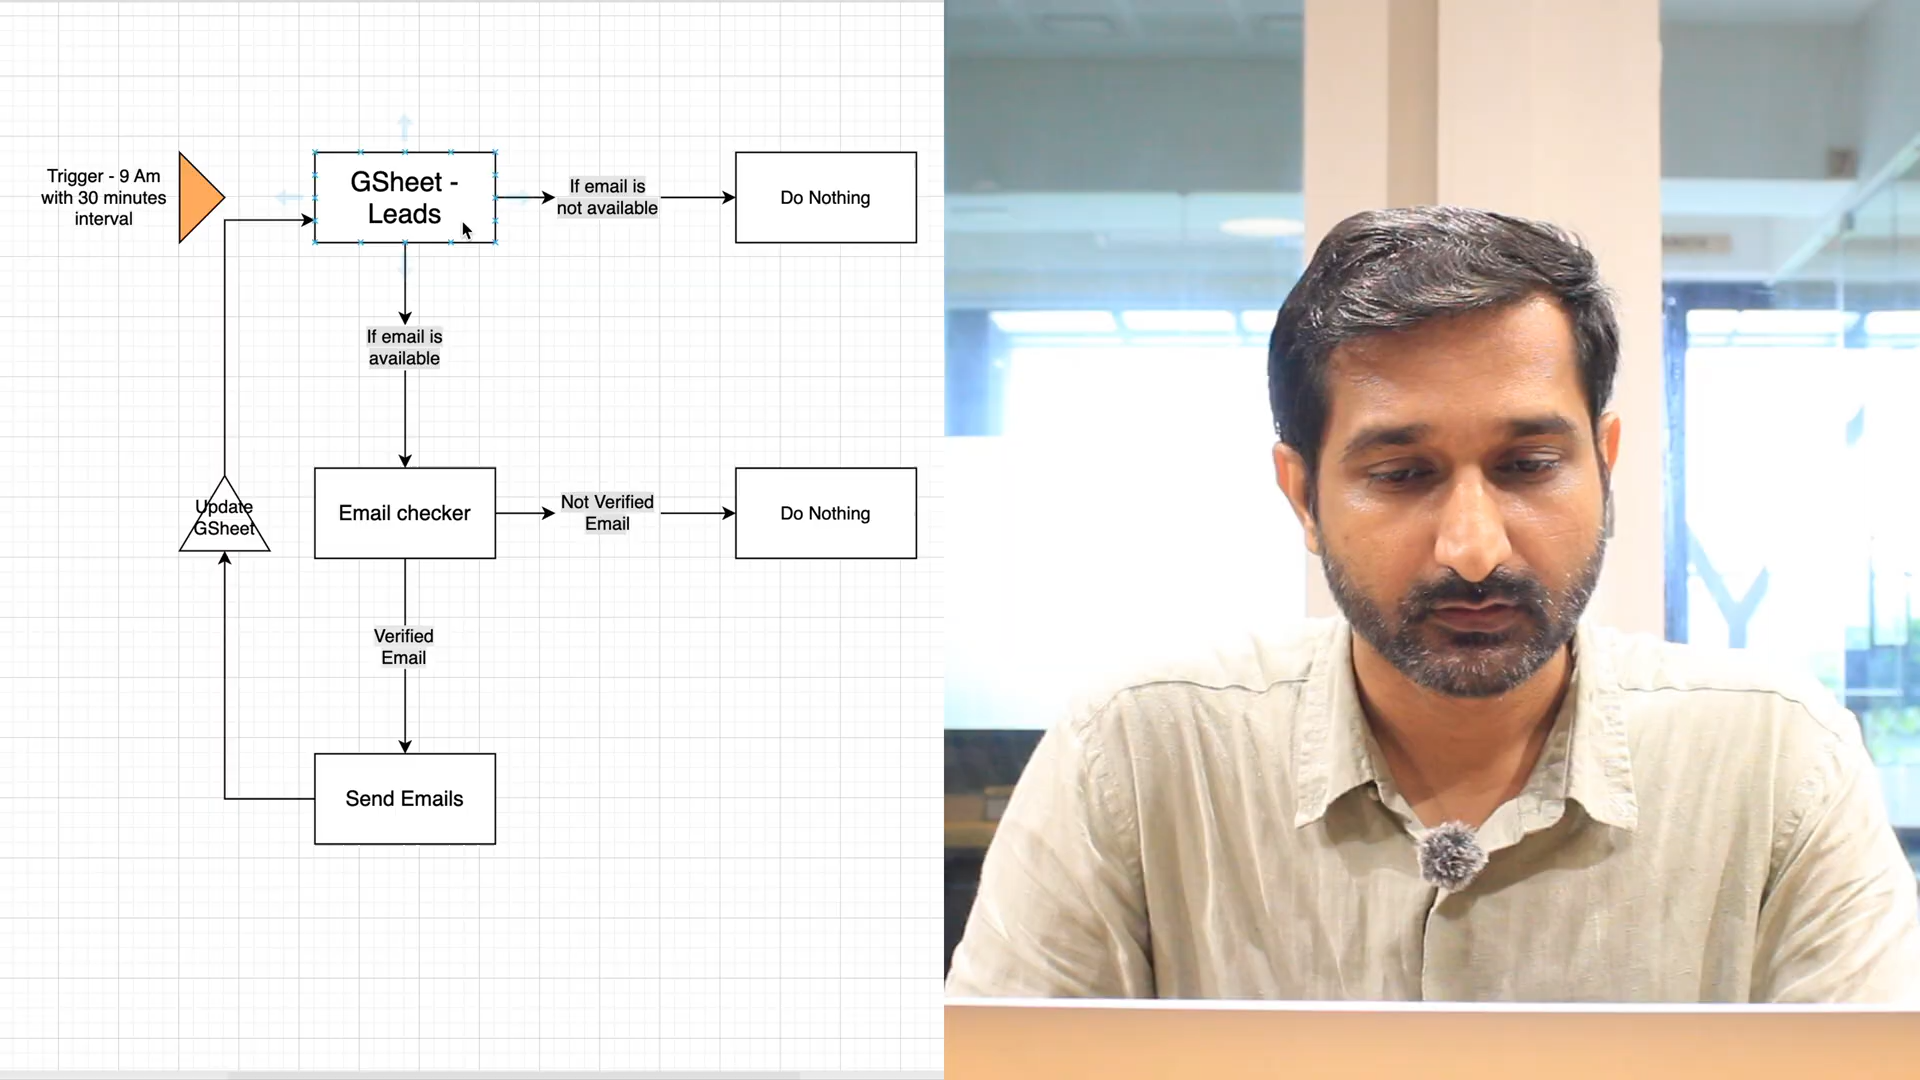 Trigger - 9 Am
with 30 minutes
interval
GSheet -
Leads
If email is
not available
Do Nothing
If email is
available
Update
GSheet
Email checker
Not Verified
Email
Do Nothing
Verified
Email
Send Emails